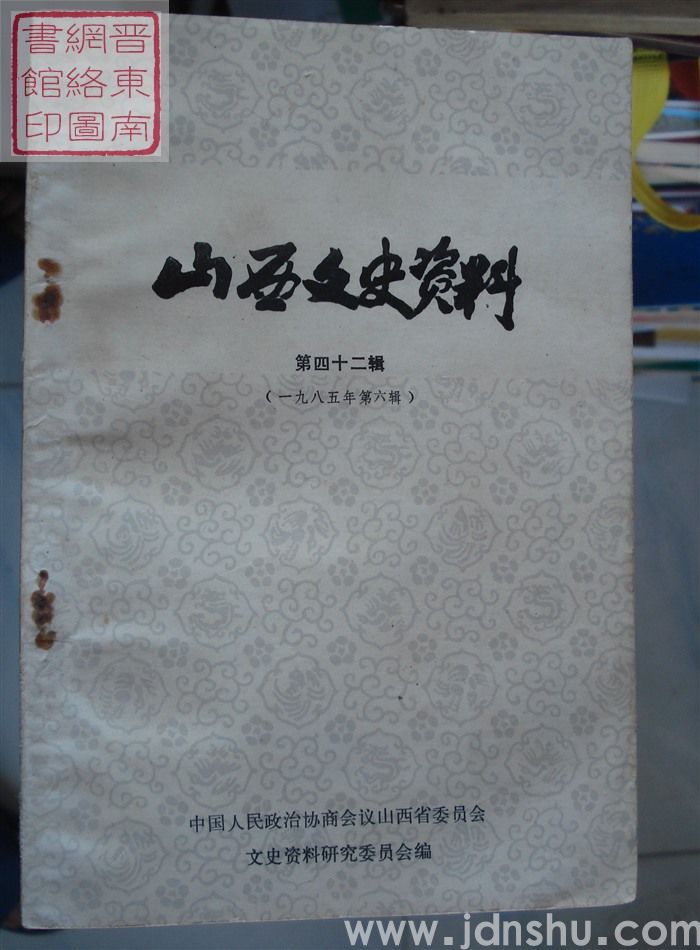 晋東南
網絡圖
書館印
山西文史资料
第四十二辑
（一九八五年第六辑）
中国人民政治协商会议山西省委员会
文史资料研究委员会编
www.jdnshu.com